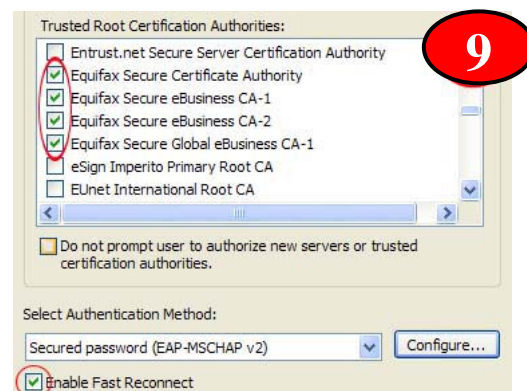 Trusted Root Certification Authorities:
9
Entrust.net Secure Server Certification Authority
Equifax Secure Certificate Authority
Equifax Secure eBusiness CA-1
Equifax Secure eBusiness CA-2
Equifax Secure Global eBusiness CA-1
eSign Imperito Primary Root CA
EUnet International Root CA
Do not prompt user to authorize new servers or trusted
certification authorities.
Select Authentication Method:
Secured password (EAP-MSCHAP v2)
Configure...
Enable Fast Reconnect